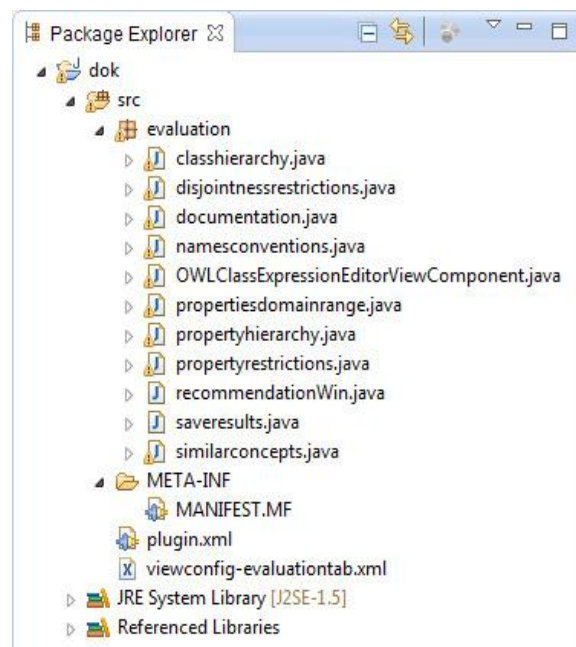 Package Explorer
dok
src
evaluation
classhierarchy.java
disjointnessrestrictions.java
documentation.java
namesconventions.java
OWLClassExpressionEditorViewComponent.java
propertiesdomainrange.java
propertyhierarchy.java
propertyrestrictions.java
recommendationWin.java
saveresults.java
similarconcepts.java
META-INF
MANIFEST.MF
plugin.xml
viewconfig-evaluationtab.xml
JRE System Library [J2SE-1.5]
Referenced Libraries